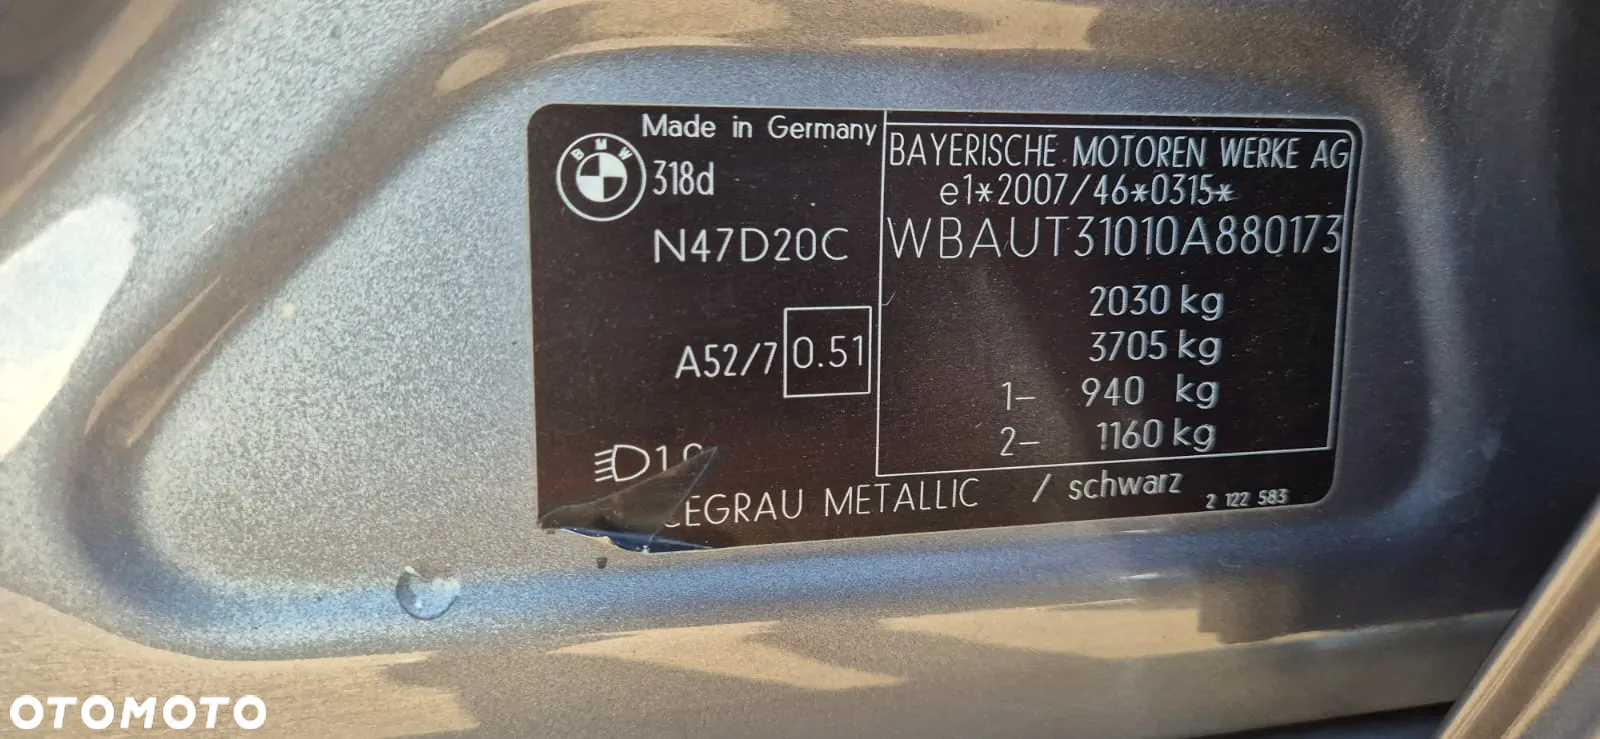 Made in Germany
BMW
318d
N47D20C
A52/7 0.51
BAYERISCHE MOTOREN WERKE AG
e1*2007/46*0315*
WBAUT31010A880173
2030 kg
3705 kg
1- 940 kg
2- 1160 kg
CEGRAU METALLIC / schwarz
2 122 583
OTOMOTO